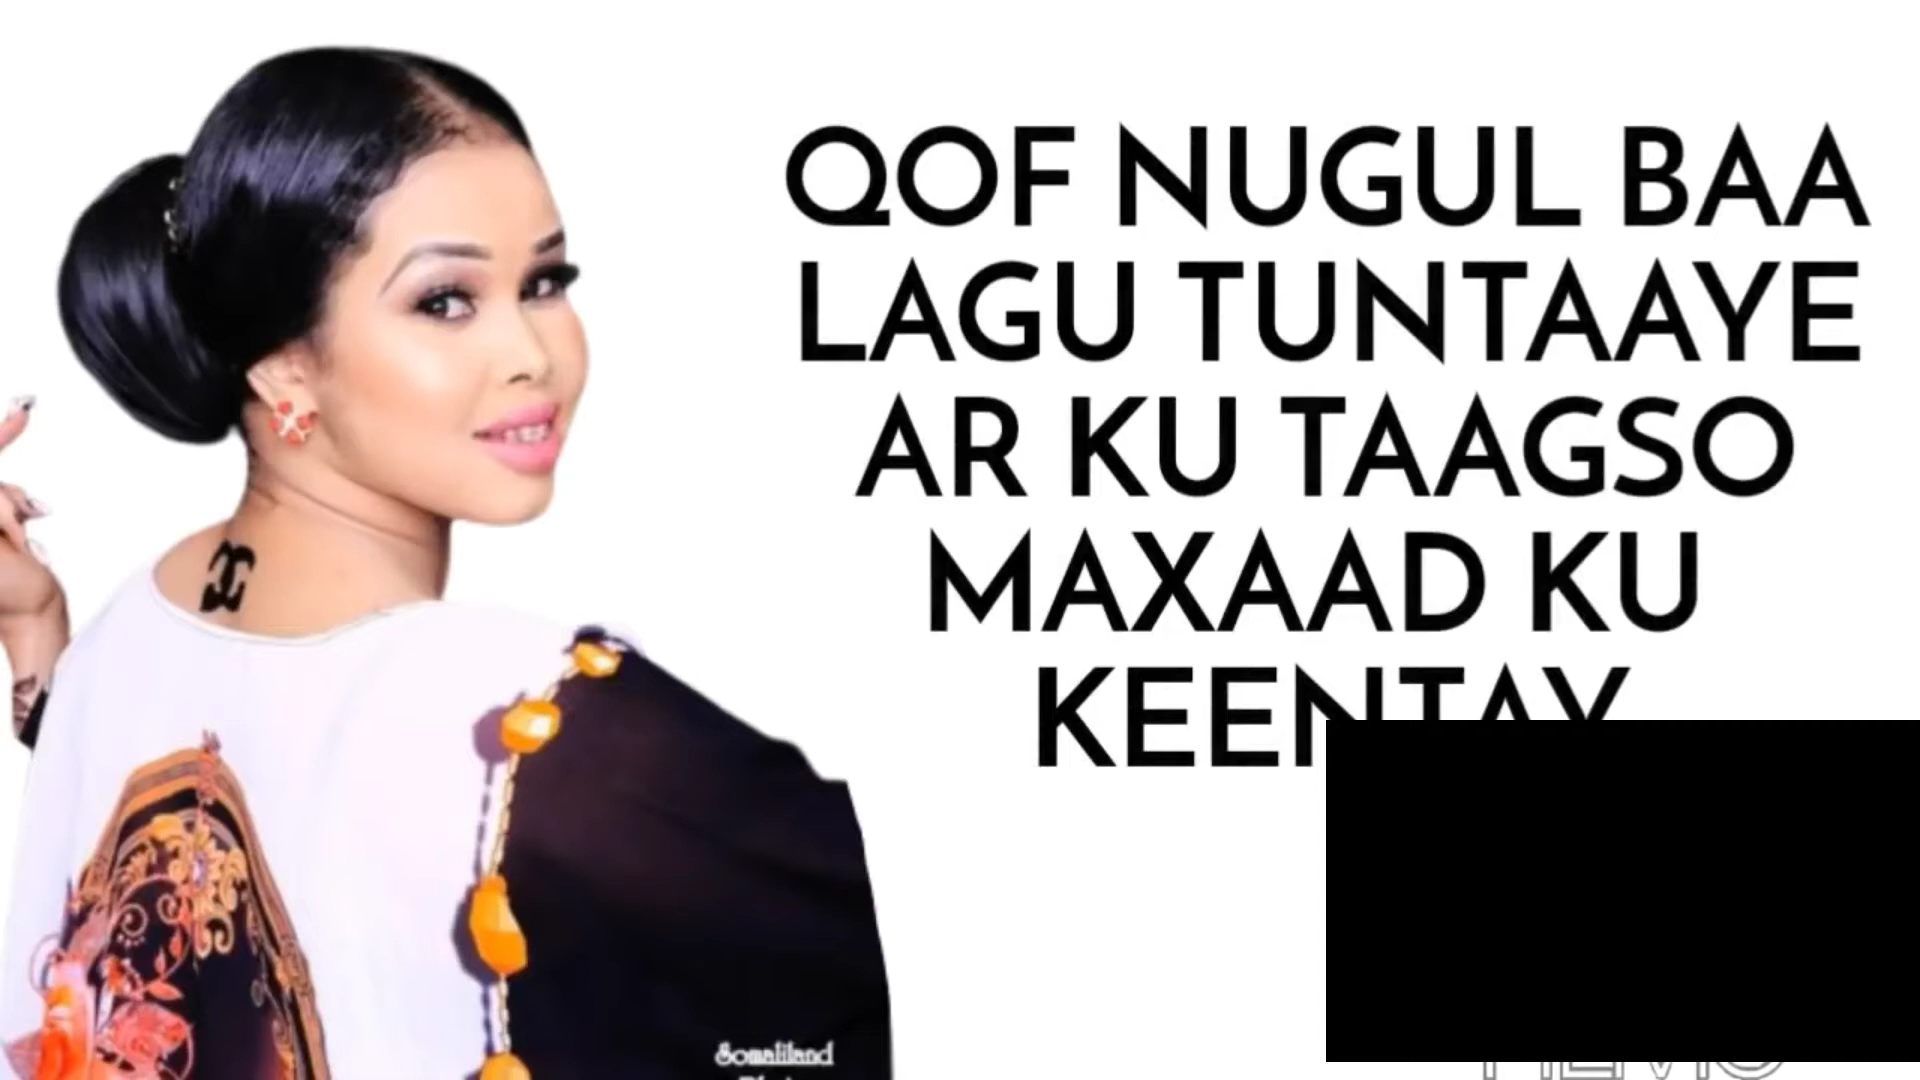 QOF NUGUL BAA
LAGU TUNTAAYE
AR KU TAAGSO
MAXAAD KU
KEENTAY
Somaliland